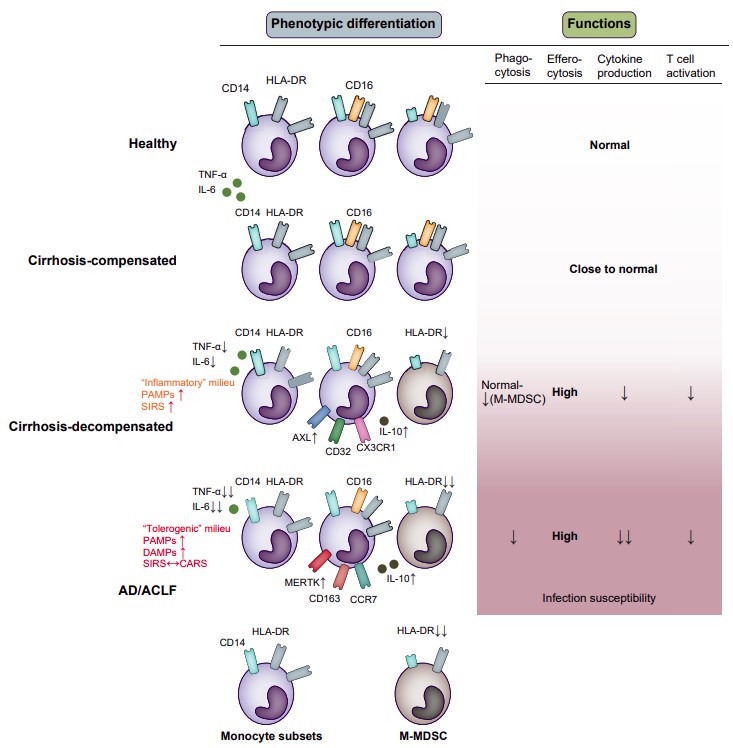 Phenotypic differentiation
Functions
Phago-
cytosis
Effero-
cytosis
Cytokine
production
T cell
activation
CD14
HLA-DR
CD16
Healthy
Normal
TNF-α
IL-6
CD14
HLA-DR
CD16
Cirrhosis-compensated
Close to normal
TNF-α↓
IL-6↓
CD14
HLA-DR
CD16
HLA-DR↓
"Inflammatory" milieu
PAMPs ↑
SIRS ↑
Normal-
↓(M-MDSC)
High
↓
↓
Cirrhosis-decompensated
AXL↑
CD32
CX3CR1
IL-10↑
TNF-α↓↓
IL-6↓↓
CD14
HLA-DR
CD16
HLA-DR↓↓
"Tolerogenic" milieu
PAMPs ↑
DAMPs ↑
SIRS↔CARS
↓
High
↓↓
↓
AD/ACLF
MERTK↑
CD163
CCR7
IL-10↑
Infection susceptibility
CD14
HLA-DR
HLA-DR↓↓
Monocyte subsets
M-MDSC